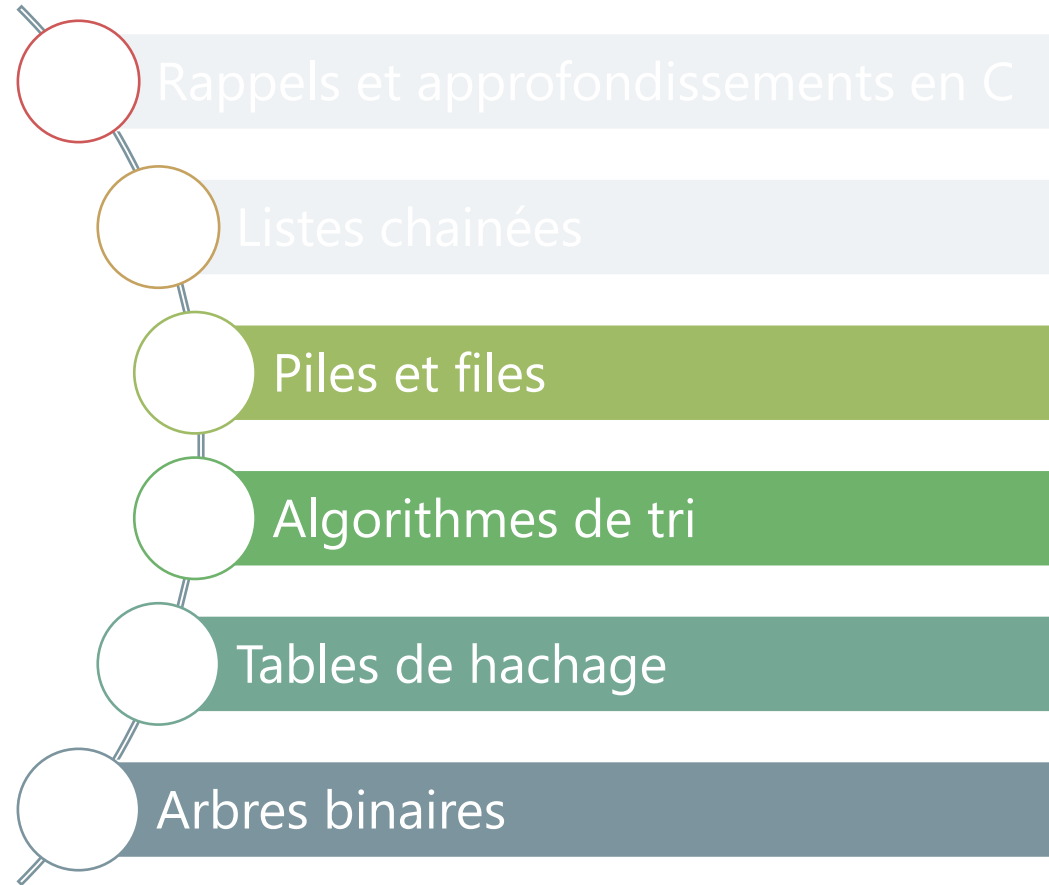 Rappels et approfondissements en C
Listes chainées
Piles et files
Algorithmes de tri
Tables de hachage
Arbres binaires